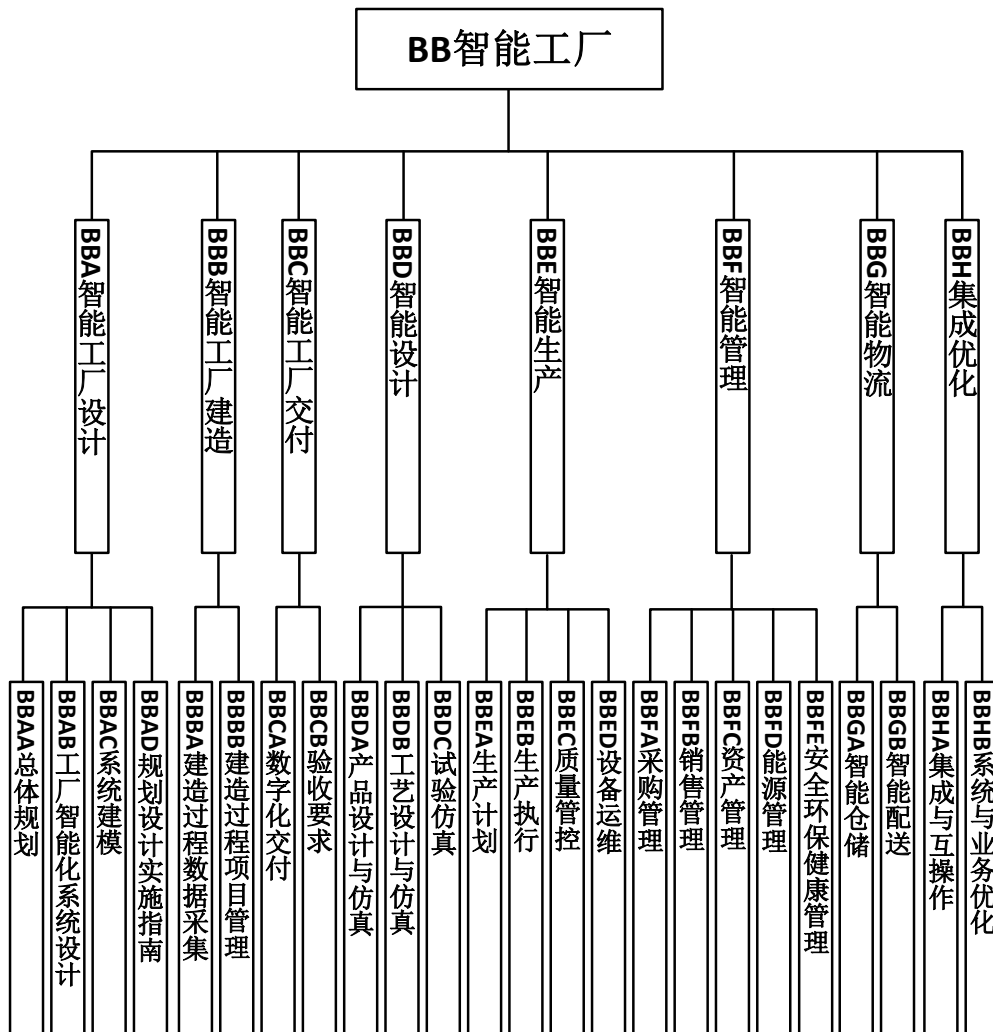 BB智能工厂
BBA智能工厂设计
BBB智能工厂建造
BBC智能工厂交付
BBD智能设计
BBE智能生产
BBF智能管理
BBG智能物流
BBH集成优化
BBAA总体规划
BBAB工厂智能化系统设计
BBAC系统建模
BBAD规划设计实施指南
BBBA建造过程数据采集
BBBB建造过程项目管理
BBCA数字化交付
BBCB验收要求
BBDA产品设计与仿真
BBDB工艺设计与仿真
BBDC试验仿真
BBEA生产计划
BBEB生产执行
BBEC质量管控
BBED设备运维
BBFA采购管理
BBFB销售管理
BBFC资产管理
BBFD能源管理
BBFE安全环保健康管理
BBGA智能仓储
BBGB智能配送
BBHA集成与互操作
BBHB系统与业务优化